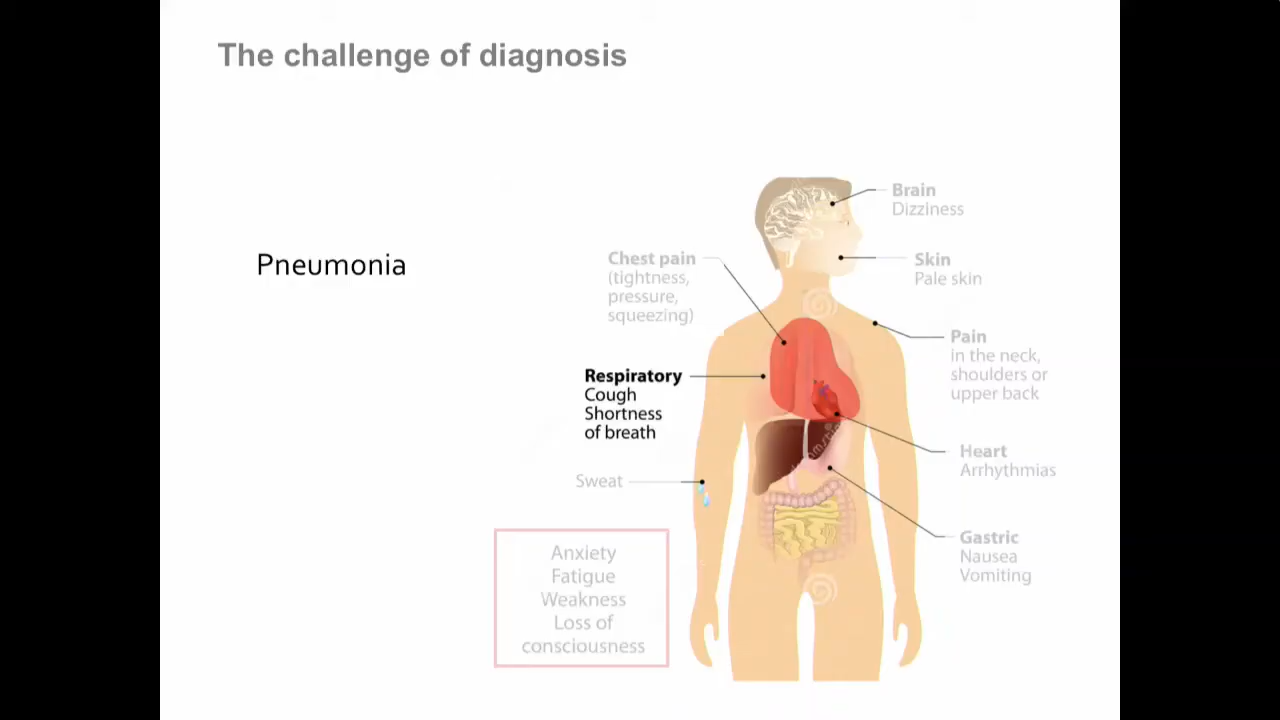 The challenge of diagnosis
Pneumonia
Brain
Dizziness
Skin
Pale skin
Chest pain
(tightness,
pressure,
squeezing)
Pain
in the neck,
shoulders or
upper back
Respiratory
Cough
Shortness
of breath
Heart
Arrhythmias
Sweat
Gastric
Nausea
Vomiting
Anxiety
Fatigue
Weakness
Loss of
consciousness